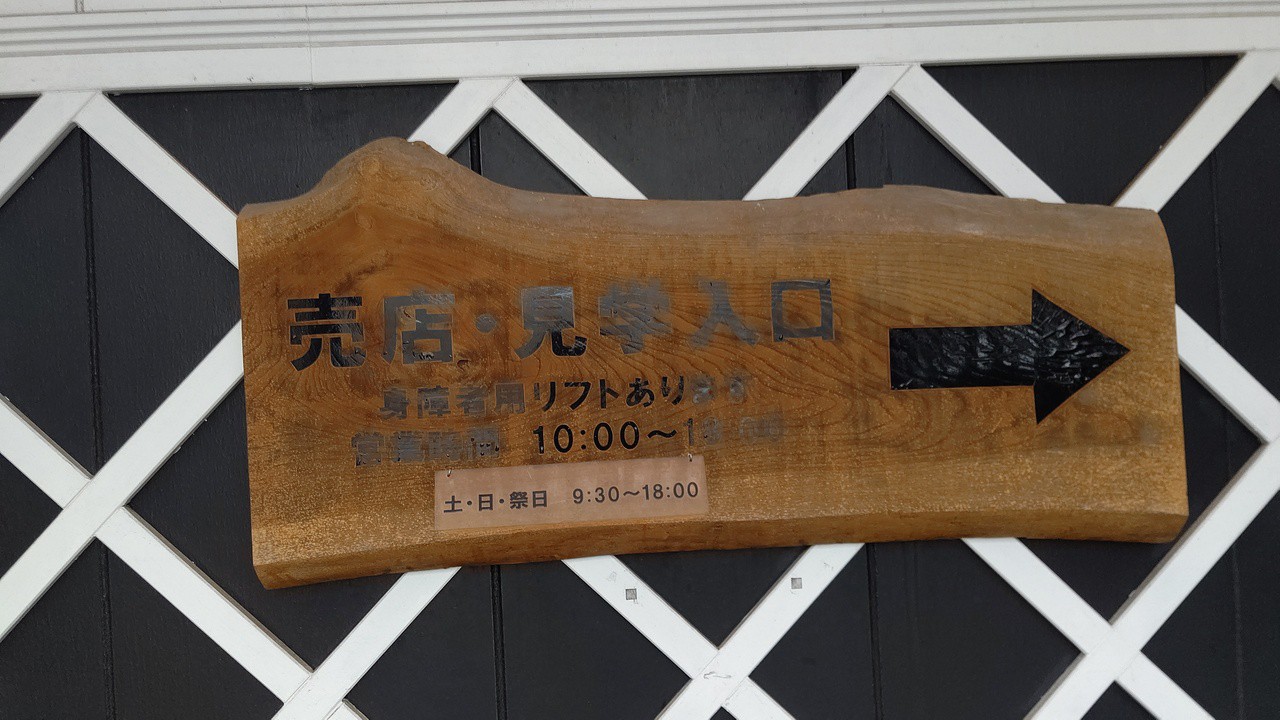 売店・見学入口
身障者用リフトあります
営業時間 10:00～
土・日・祭日 9:30～18:00